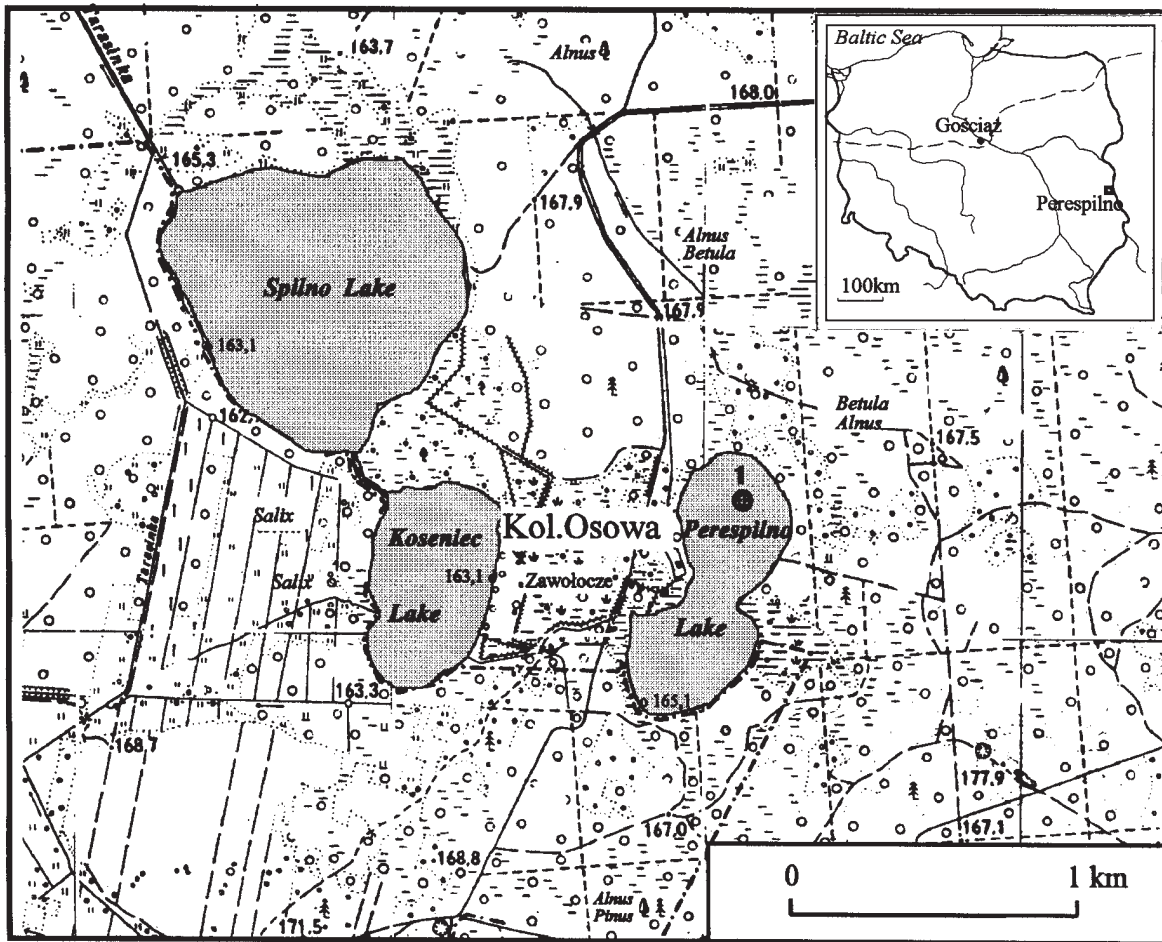 Tarasinka
163,7
Alnus
168,0
165,3
167,9
Alnus
Betula
Spilno Lake
167,9
163,1
162,
Betula
Alnus
167.5
1
Salix
Koseniec
Kol.Osowa
Perespilno
Tarasinka
Salix
163,1
Zawołocze
Lake
Lake
163,3
165,1
168,7
177,9
167,0
167,1
168,8
Alnus
Pinus
171,5
Baltic Sea
Gościąż
Perespilno
100km
0 1 km